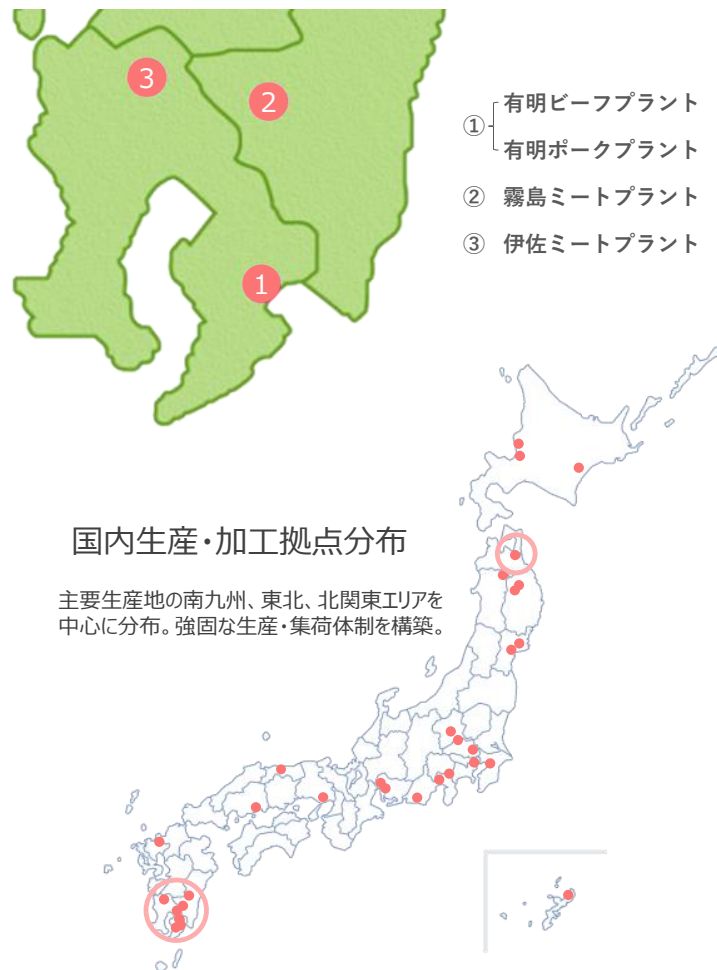 ③
②
①
① 有明ビーフプラント
有明ポークプラント
② 霧島ミートプラント
③ 伊佐ミートプラント
国内生産・加工拠点分布
主要生産地の南九州、東北、北関東エリアを
中心に分布。強固な生産・集荷体制を構築。